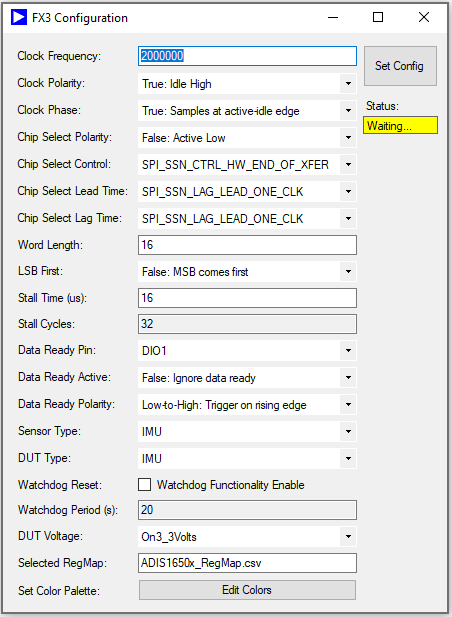 FX3 Configuration
Clock Frequency: 2000000 Set Config
Clock Polarity: True: Idle High
Status:
Clock Phase: True: Samples at active-idle edge
Waiting...
Chip Select Polarity: False: Active Low
Chip Select Control: SPI_SSN_CTRL_HW_END_OF_XFER
Chip Select Lead Time: SPI_SSN_LAG_LEAD_ONE_CLK
Chip Select Lag Time: SPI_SSN_LAG_LEAD_ONE_CLK
Word Length: 16
LSB First: False: MSB comes first
Stall Time (us): 16
Stall Cycles: 32
Data Ready Pin: DIO1
Data Ready Active: False: Ignore data ready
Data Ready Polarity: Low-to-High: Trigger on rising edge
Sensor Type: IMU
DUT Type: IMU
Watchdog Reset: Watchdog Functionality Enable
Watchdog Period (s): 20
DUT Voltage: On3_3Volts
Selected RegMap: ADIS1650x_RegMap.csv
Set Color Palette: Edit Colors